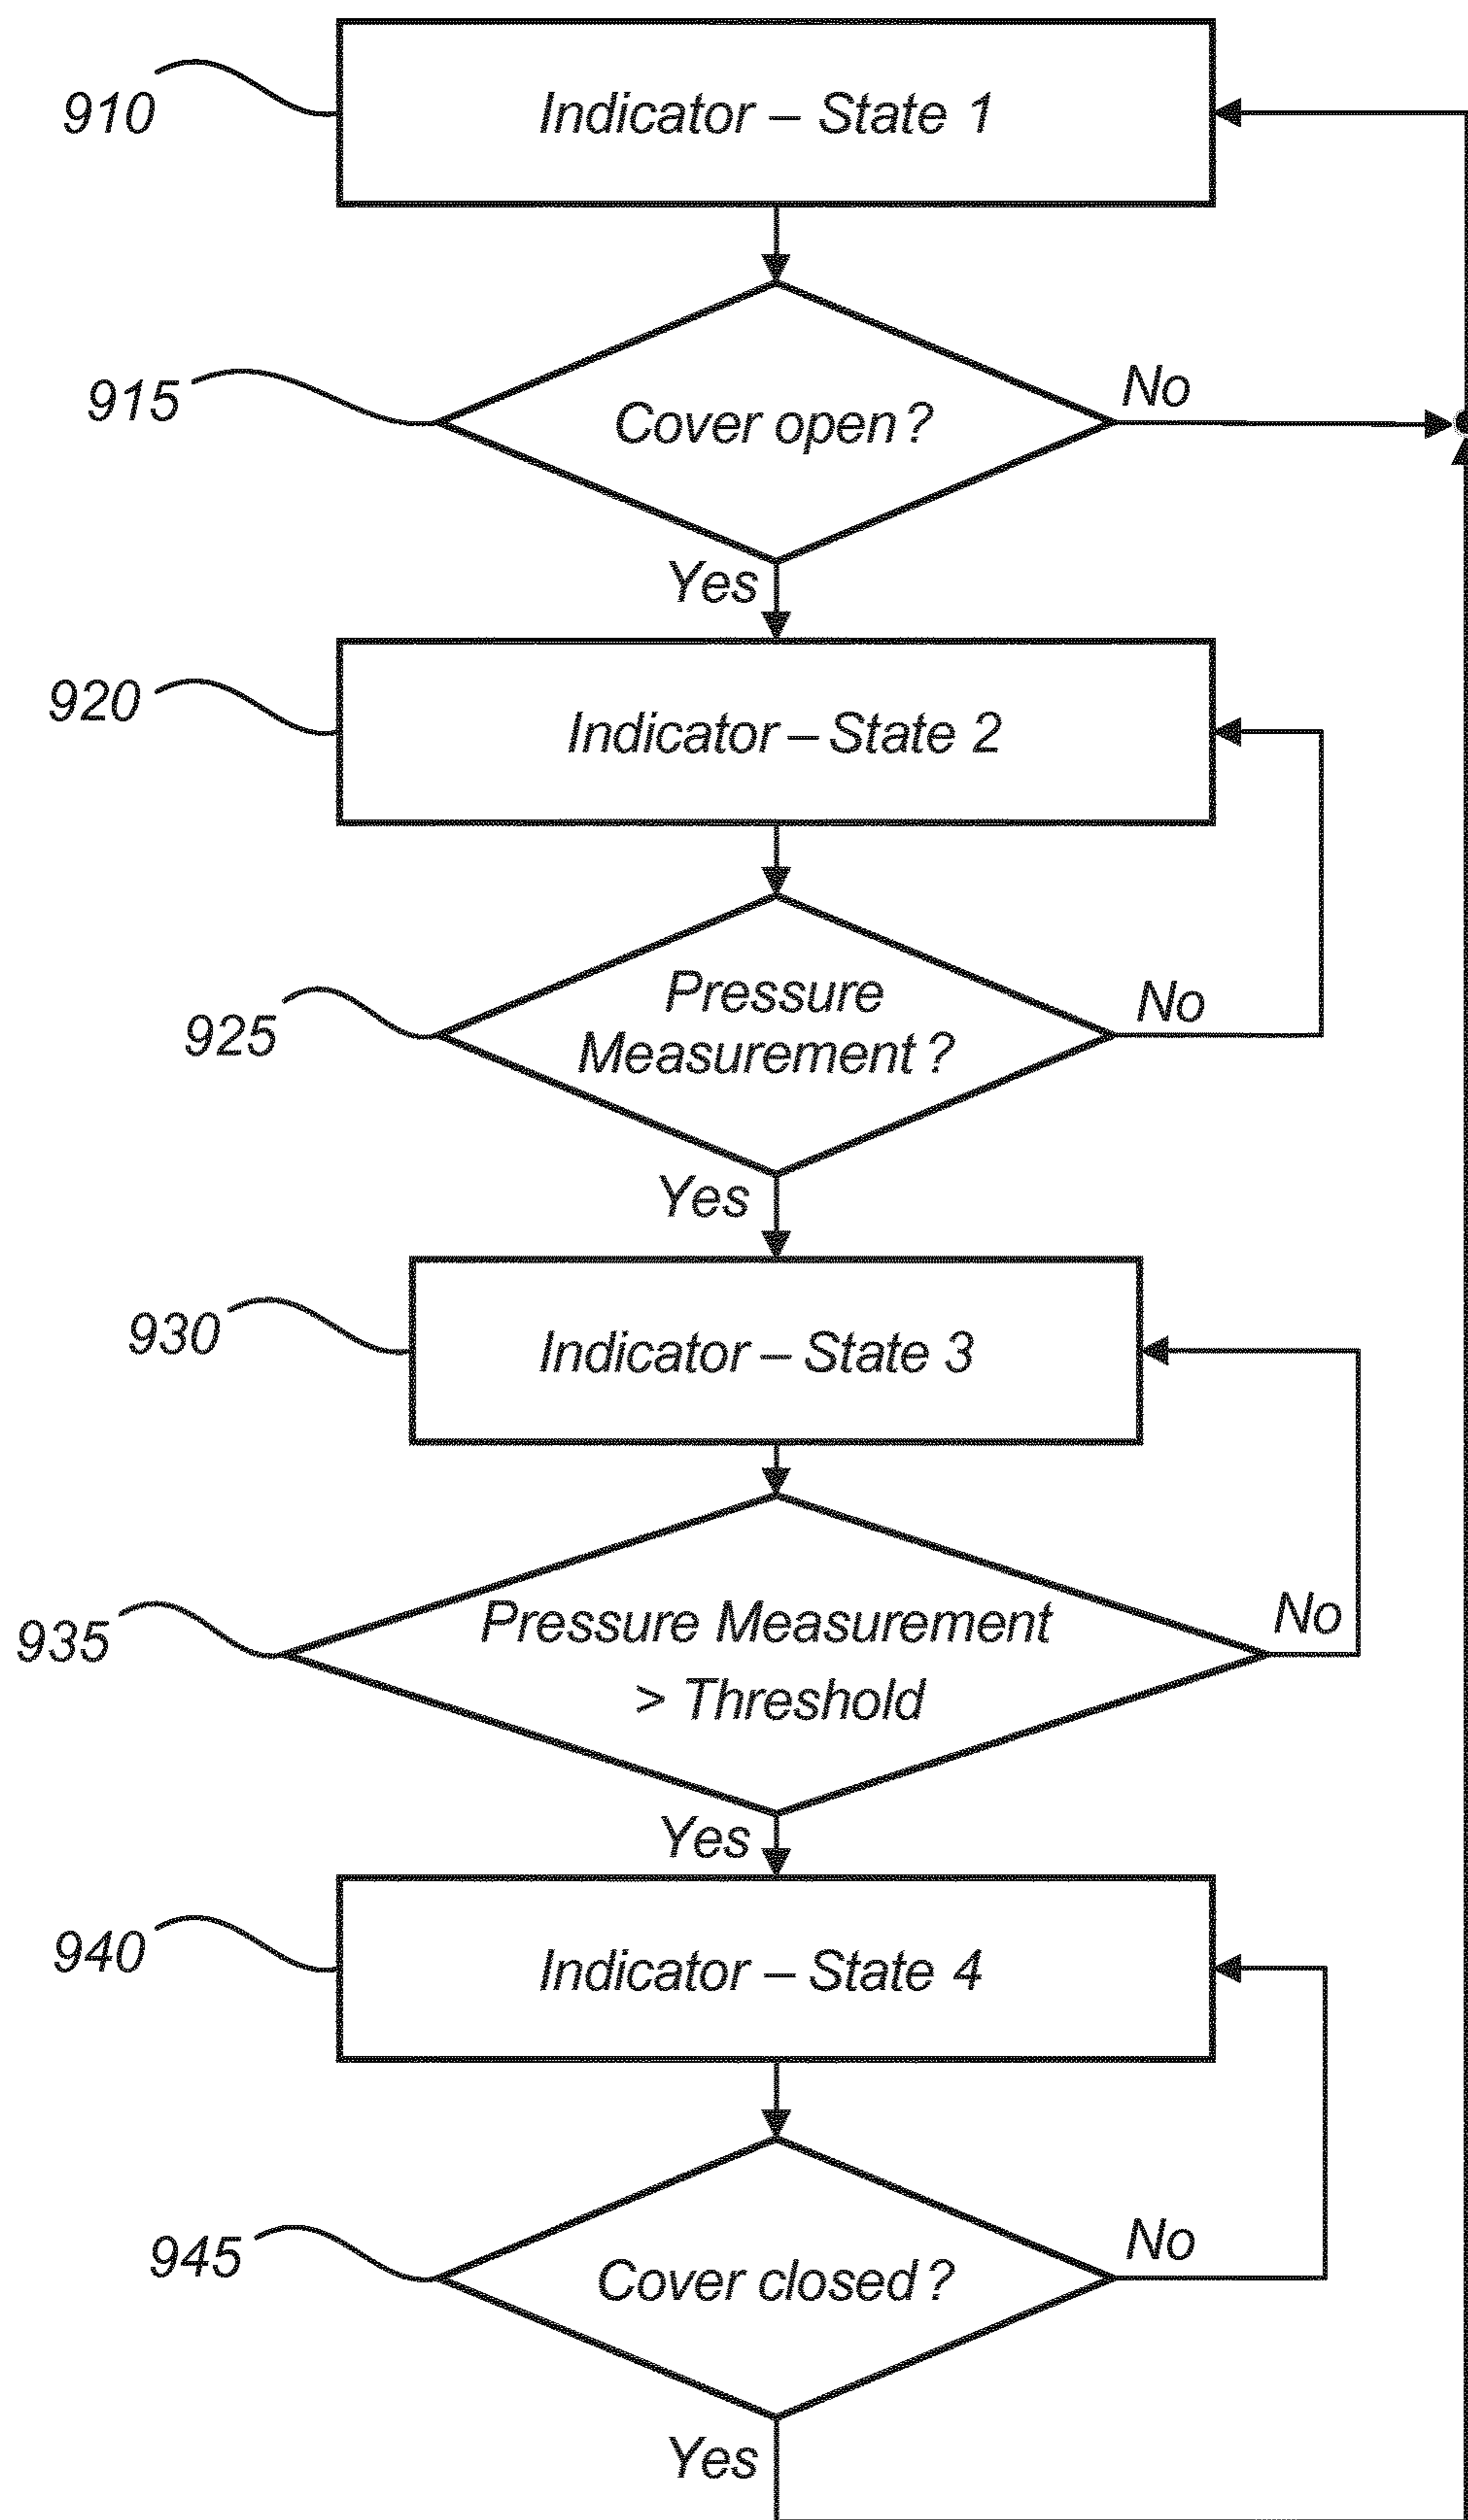 910
Indicator – State 1
915
Cover open?
No
Yes
920
Indicator – State 2
925
Pressure
Measurement?
No
Yes
930
Indicator – State 3
935
Pressure Measurement
> Threshold
No
Yes
940
Indicator – State 4
945
Cover closed?
No
Yes